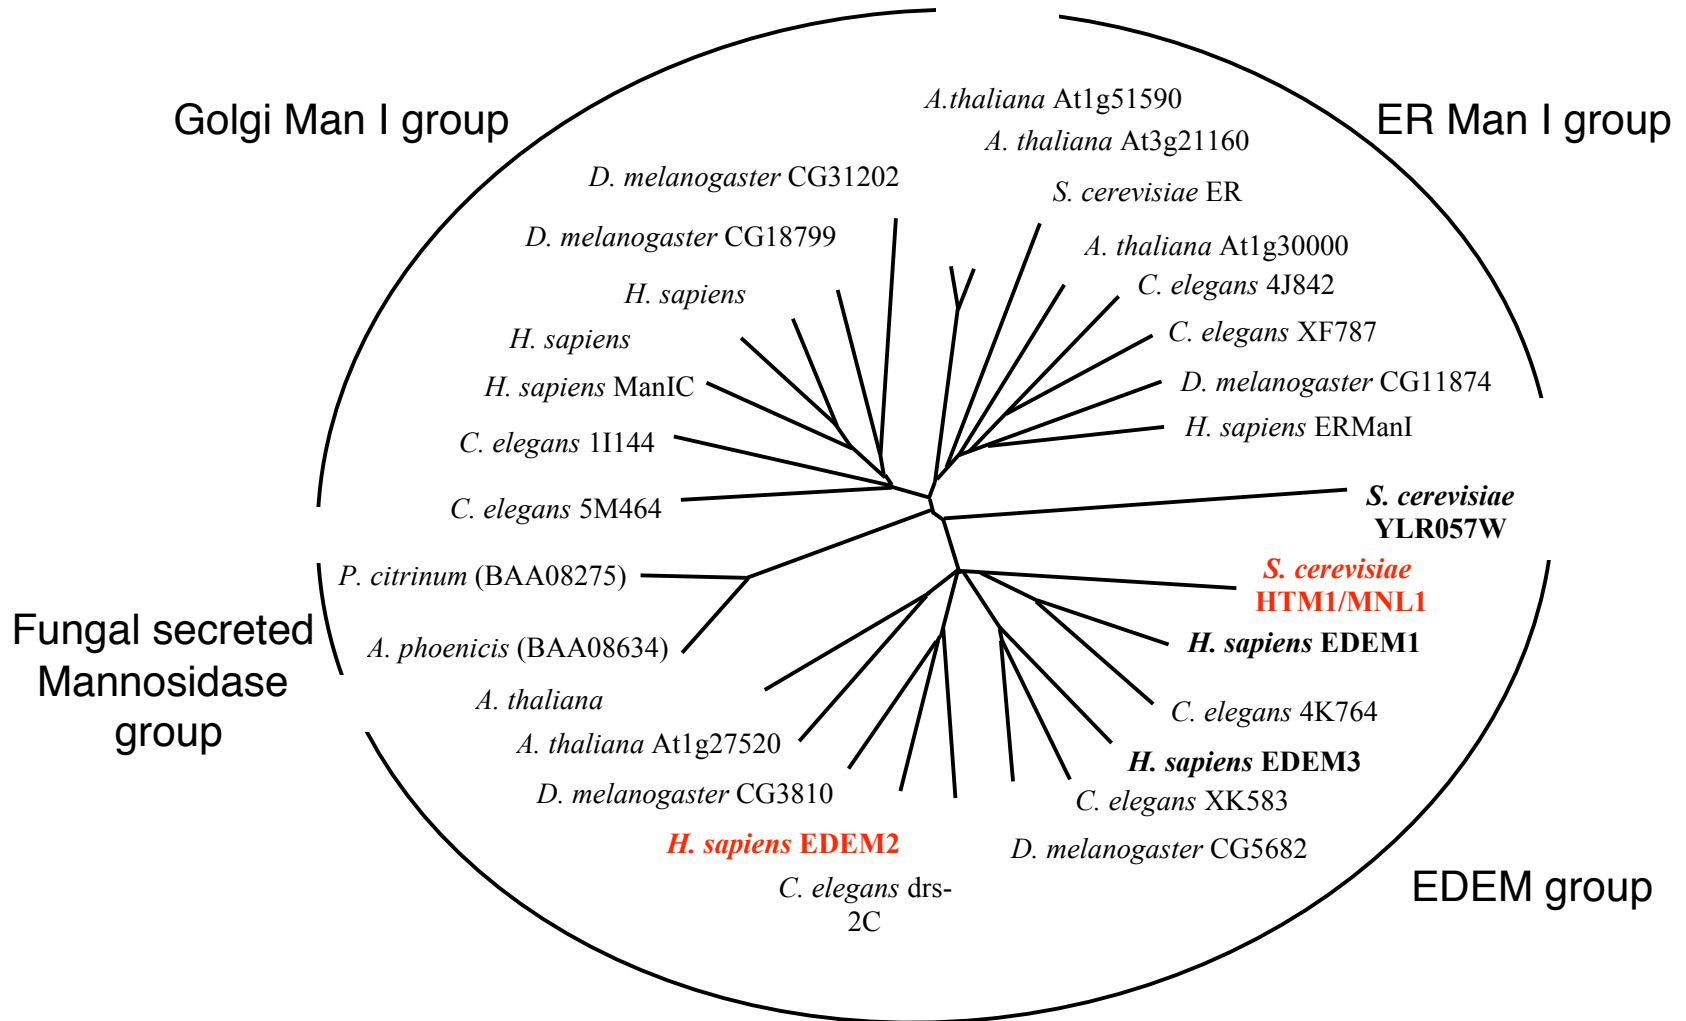 Golgi Man I group
ER Man I group
A.thaliana At1g51590
A. thaliana At3g21160
D. melanogaster CG31202
S. cerevisiae ER
D. melanogaster CG18799
A. thaliana At1g30000
C. elegans 4J842
H. sapiens
C. elegans XF787
H. sapiens
D. melanogaster CG11874
H. sapiens ManIC
H. sapiens ERManI
C. elegans 1I144
C. elegans 5M464
S. cerevisiae
YLR057W
P. citrinum (BAA08275)
S. cerevisiae
HTM1/MNL1
Fungal secreted
Mannosidase
group
A. phoenicis (BAA08634)
H. sapiens EDEM1
A. thaliana
C. elegans 4K764
A. thaliana At1g27520
H. sapiens EDEM3
D. melanogaster CG3810
C. elegans XK583
H. sapiens EDEM2
D. melanogaster CG5682
C. elegans drs-
2C
EDEM group